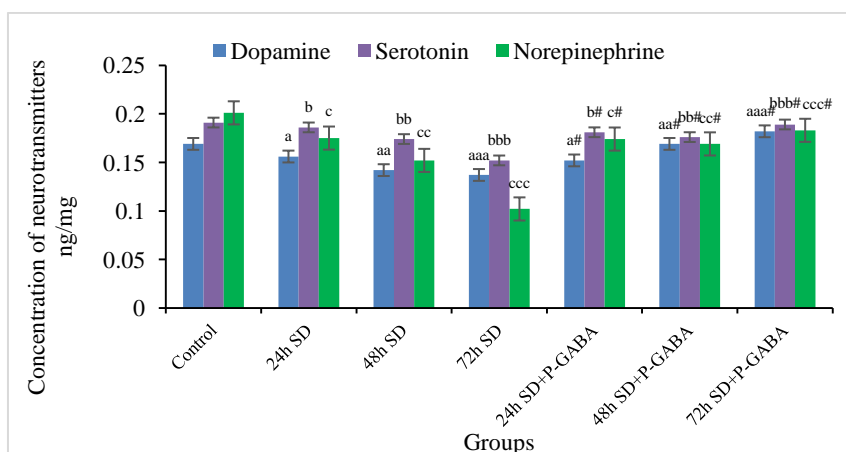 Dopamine Serotonin Norepinephrine
Concentration of neurotransmitters
ng/mg
0.25
0.2
0.15
0.1
0.05
0
a b c
aa bb cc
aaa bbb ccc
a# b# c#
aa# bb# cc#
aaa# bbb# ccc#
Control
24h SD
48h SD
72h SD
24h SD+P-GABA
48h SD+P-GABA
72h SD+P-GABA
Groups